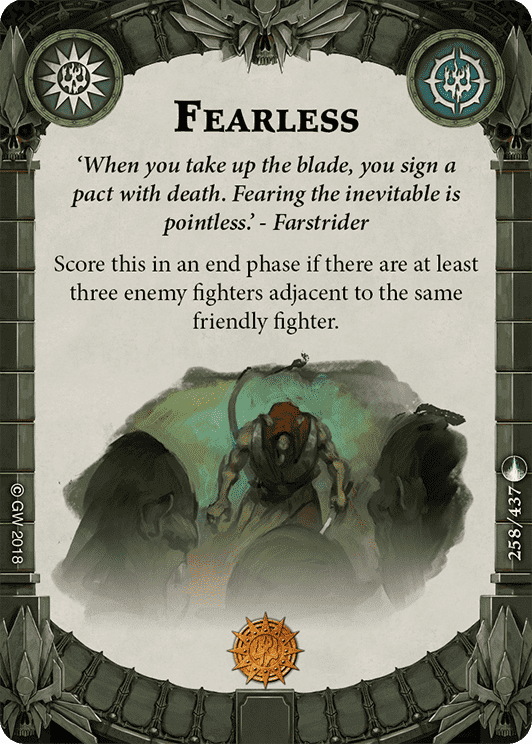 FEARLESS
‘When you take up the blade, you sign a
pact with death. Fearing the inevitable is
pointless.’ - Farstrider
Score this in an end phase if there are at least
three enemy fighters adjacent to the same
friendly fighter.
© GW 2018
258/437